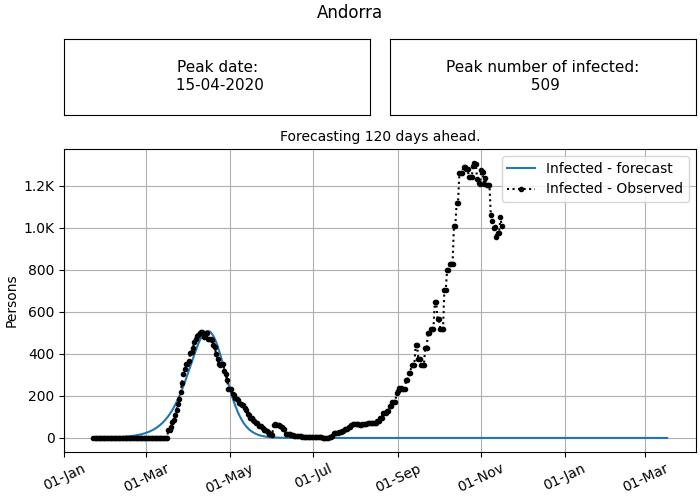 Andorra
Peak date:
15-04-2020
Peak number of infected:
509
Forecasting 120 days ahead.
Infected - forecast
Infected - Observed
1.2K
1.0K
800
600
400
200
0
Persons
01-Jan
01-Mar
01-May
01-Jul
01-Sep
01-Nov
01-Jan
01-Mar